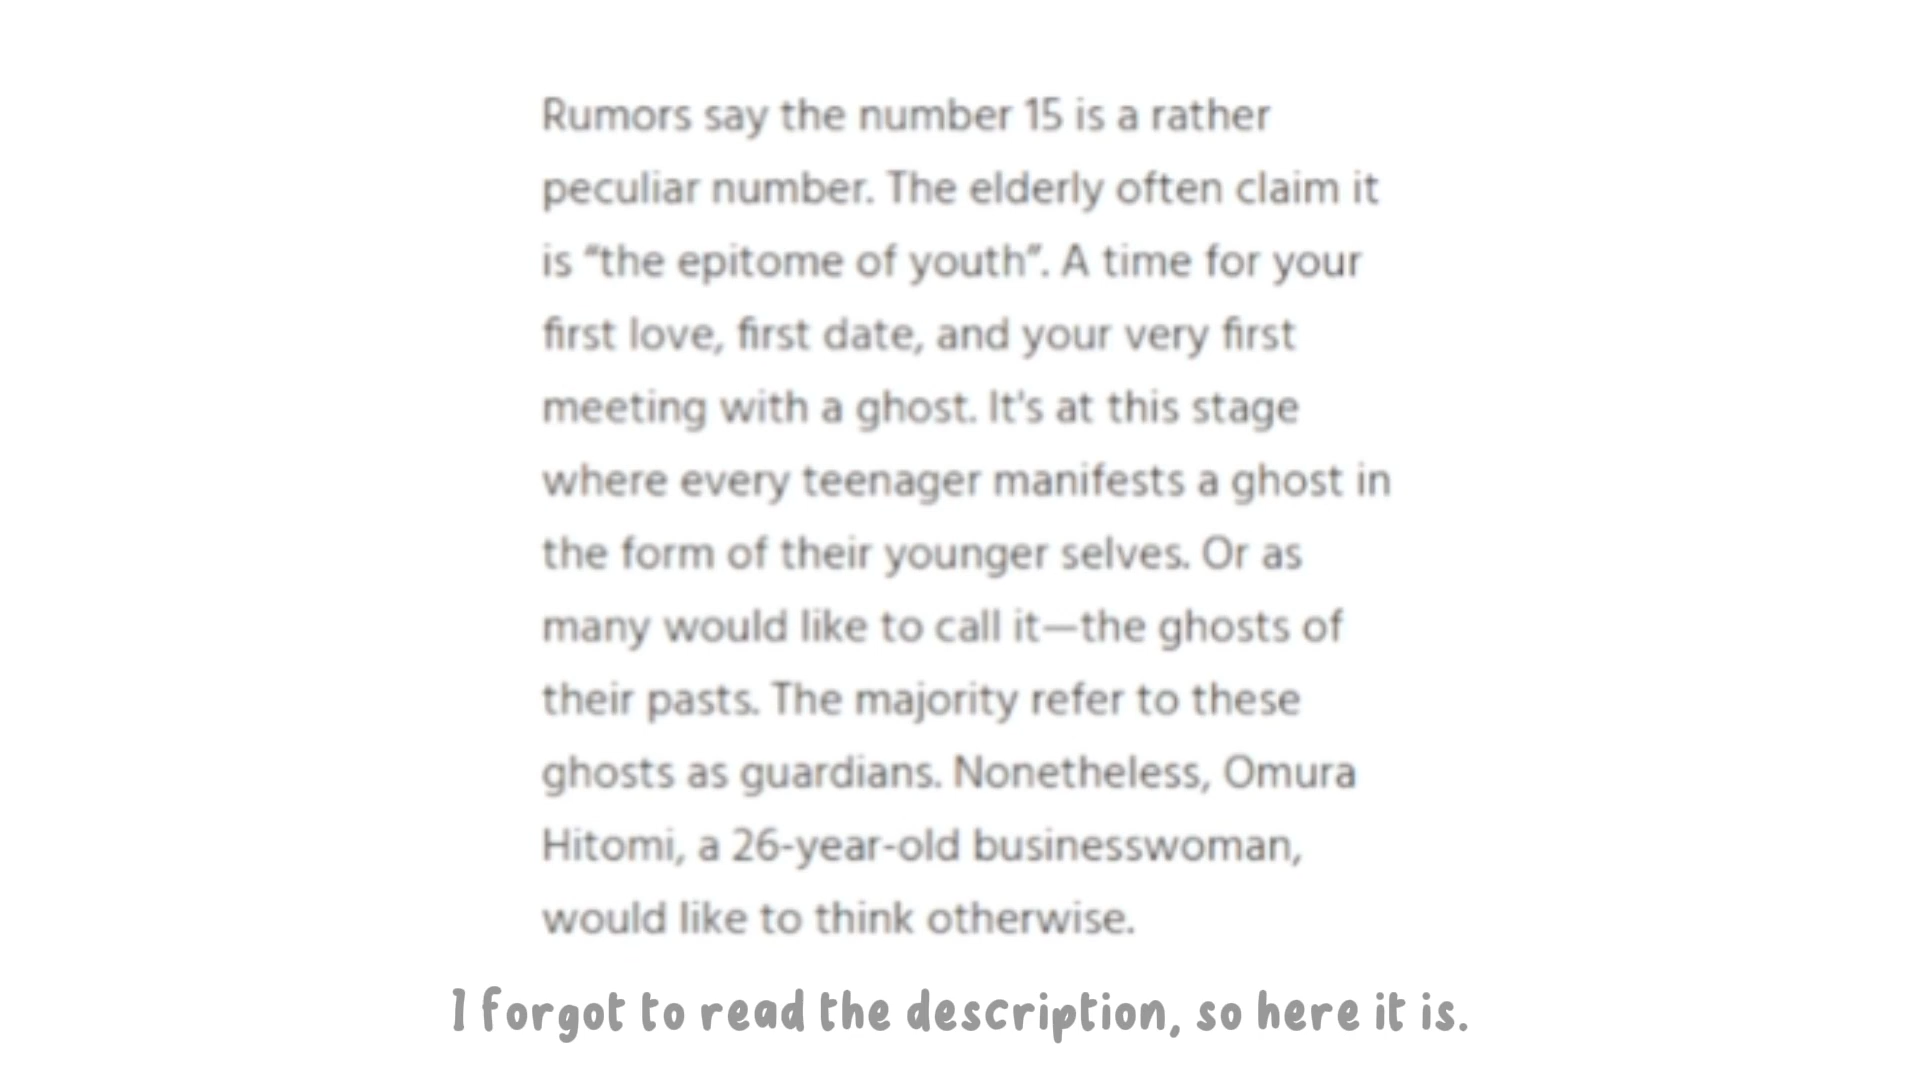 Rumors say the number 15 is a rather
peculiar number. The elderly often claim it
is “the epitome of youth”. A time for your
first love, first date, and your very first
meeting with a ghost. It's at this stage
where every teenager manifests a ghost in
the form of their younger selves. Or as
many would like to call it—the ghosts of
their pasts. The majority refer to these
ghosts as guardians. Nonetheless, Omura
Hitomi, a 26-year-old businesswoman,
would like to think otherwise.
I forgot to read the description, so here it is.